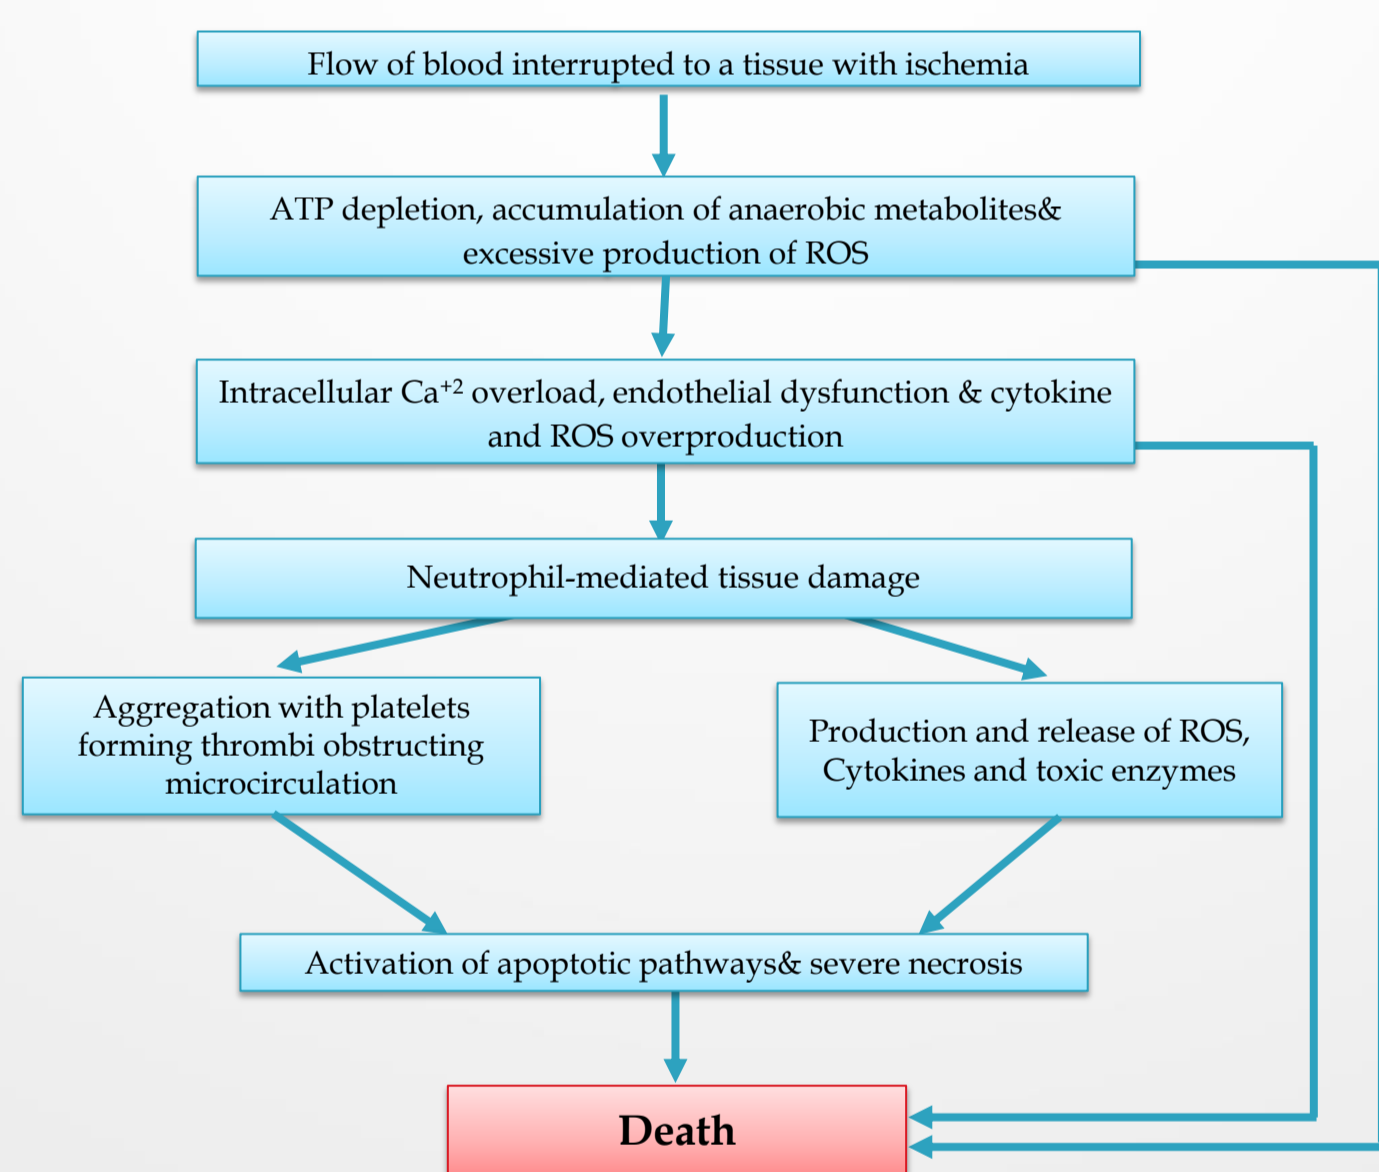 Flow of blood interrupted to a tissue with ischemia
ATP depletion, accumulation of anaerobic metabolites&
excessive production of ROS
Intracellular Ca⁺² overload, endothelial dysfunction & cytokine
and ROS overproduction
Neutrophil-mediated tissue damage
Aggregation with platelets
forming thrombi obstructing
microcirculation
Production and release of ROS,
Cytokines and toxic enzymes
Activation of apoptotic pathways& severe necrosis
Death